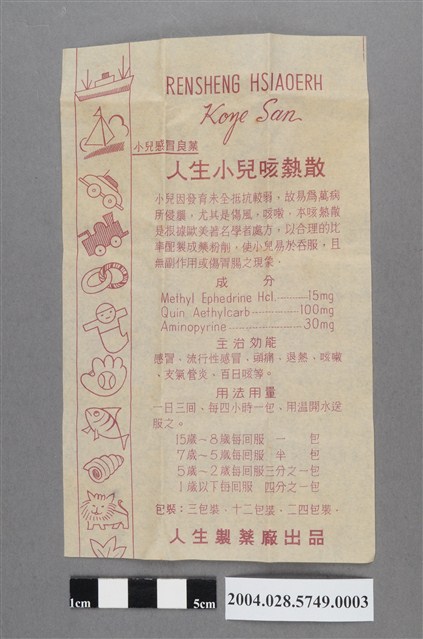 RENSHENG HSIAOERH
Koye San
小兒感冒良藥
人生小兒咳熱散
小兒因發育未全抵抗較弱，故易爲萬病
所侵襲，尤其是傷風，咳嗽，本咳熱散
是根據歐美著名學者處方，以合理的比
率配製成藥粉劑，使小兒易於吞服，且
無副作用或傷胃腸之現象．
成分
Methyl Ephedrine Hcl. 15mg
Quin Aethylcarb 100mg
Aminopyrine 30mg
主治効能
感冒．流行性感冒．頭痛．退熱．咳嗽
．支氣管炎．百日咳等。
用法用量
一日三回，每四小時一包，用溫開水送
服之。
15歲～8歲每回服 一 包
7歲～5歲每回服 半 包
5歲～2歲每回服三分之一包
1歲以下每回服 四分之一包
包裝：三包裝．十二包裝．二四包裝．
人生製藥廠出品
1cm 5cm
2004.028.5749.0003